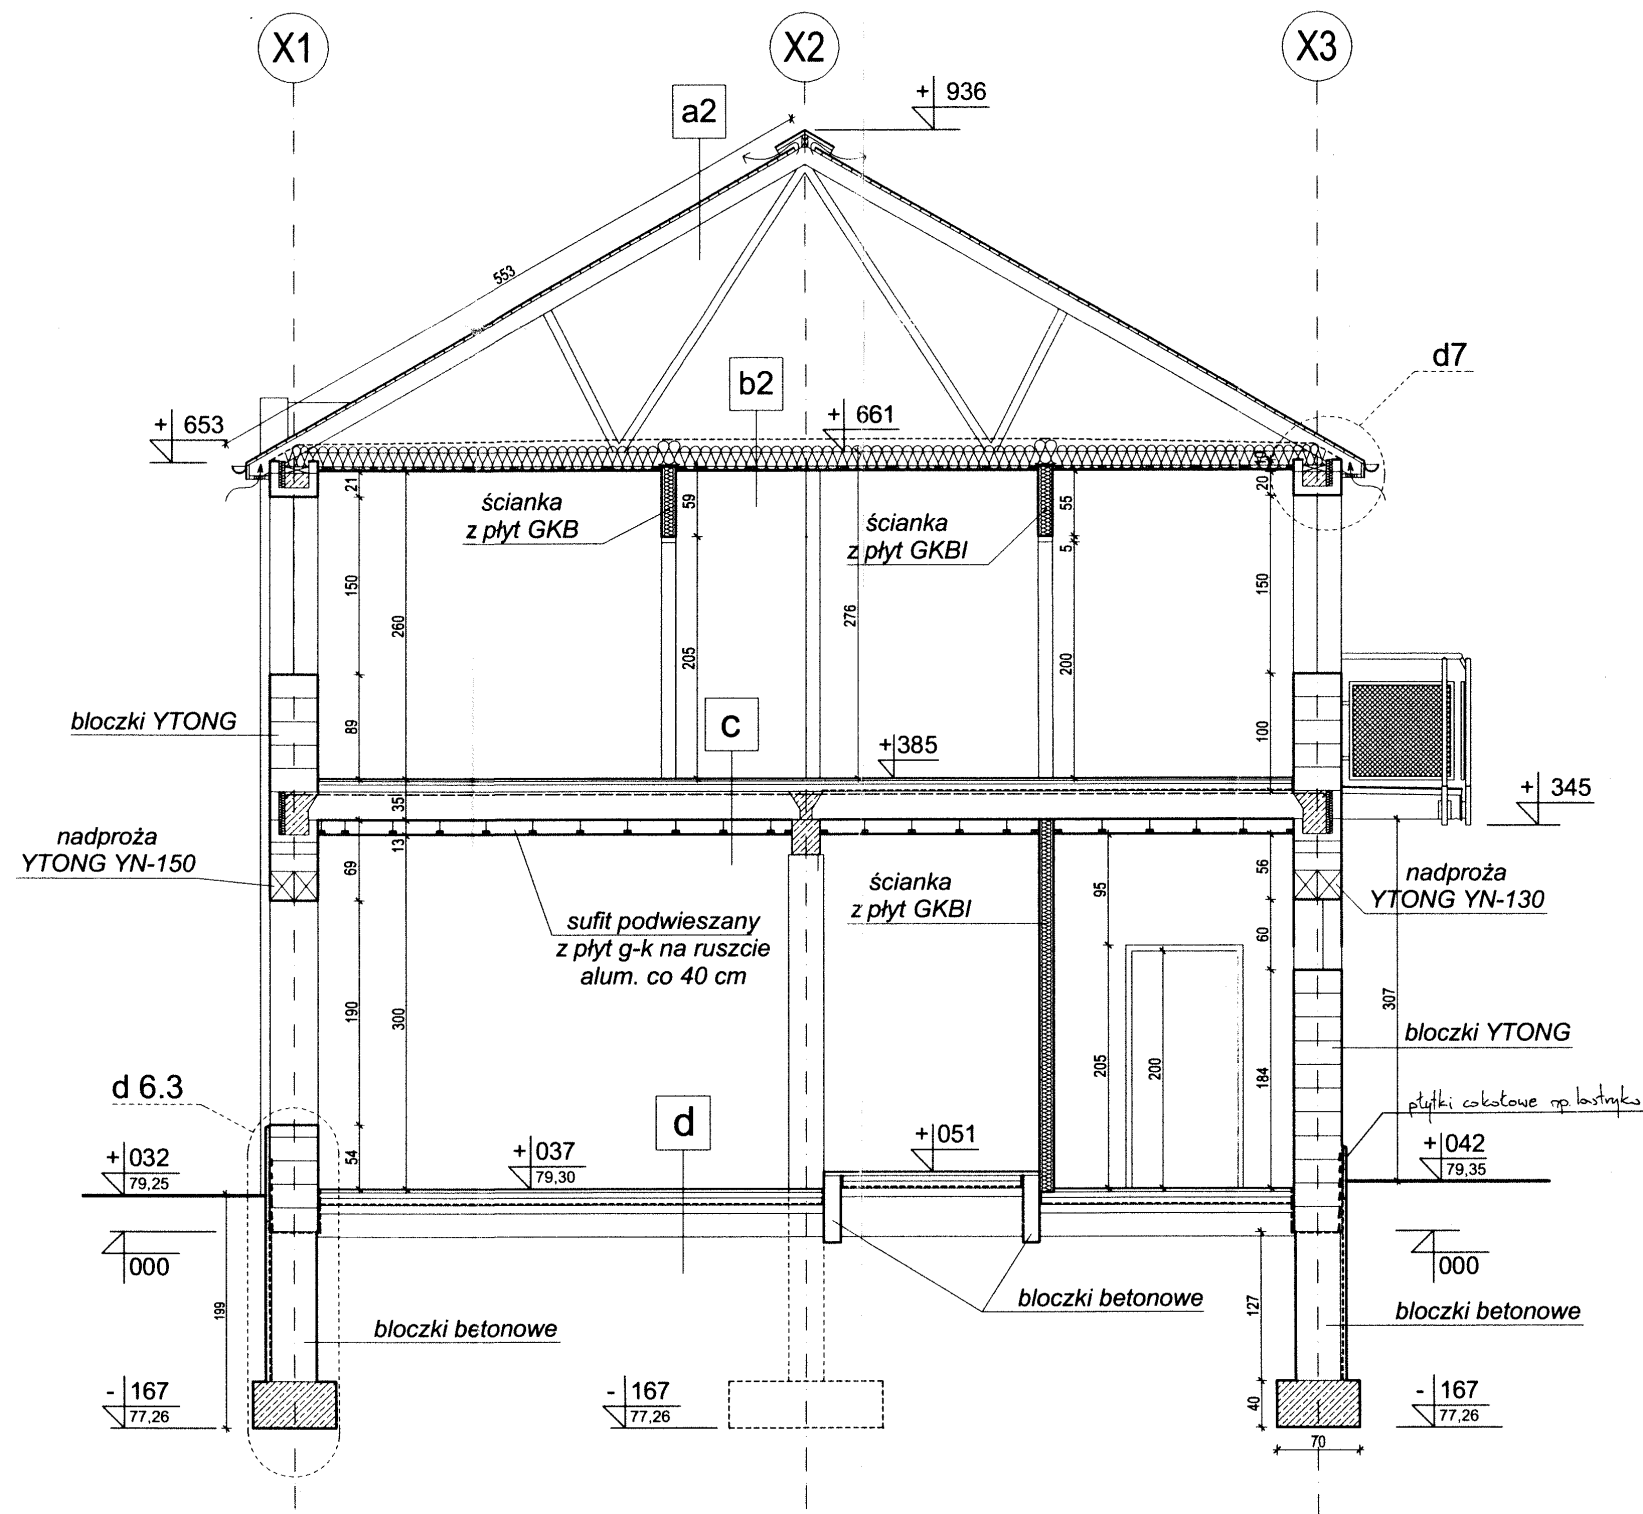 X1 X2 X3
a2
+ 936
553
d7
b2
+ 653
+ 661
21
ścianka
z płyt GKB
59
ścianka
z płyt GKBI
55
5
20
150
260
205
276
200
150
bloczki YTONG
89
c
+ 385
100
+ 345
35
13
nadproża
YTONG YN-150
69
sufit podwieszany
z płyt g-k na ruszcie
alum. co 40 cm
ścianka
z płyt GKBI
95
56
nadproża
YTONG YN-130
60
190
300
307
bloczki YTONG
205
200
184
d 6.3
płytki cokołowe np. lastryko
d
+ 032
79,25
54
+ 037
79,30
+ 051
+ 042
79,35
000
000
199
bloczki betonowe
bloczki betonowe
127
bloczki betonowe
- 167
77,26
- 167
77,26
40
- 167
77,26
70